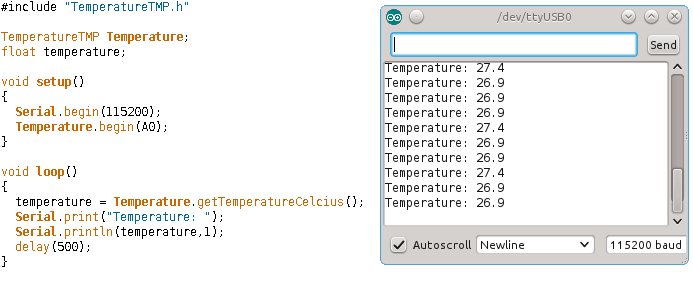 #include "TemperatureTMP.h"
TemperatureTMP Temperature;
float temperature;
void setup()
{
  Serial.begin(115200);
  Temperature.begin(A0);
}
void loop()
{
  temperature = Temperature.getTemperatureCelcius();
  Serial.print("Temperature: ");
  Serial.println(temperature,1);
  delay(500);
}
/dev/ttyUSB0
Send
Temperature: 27.4
Temperature: 26.9
Temperature: 26.9
Temperature: 26.9
Temperature: 27.4
Temperature: 26.9
Temperature: 26.9
Temperature: 27.4
Temperature: 26.9
Temperature: 26.9
Autoscroll Newline 115200 baud